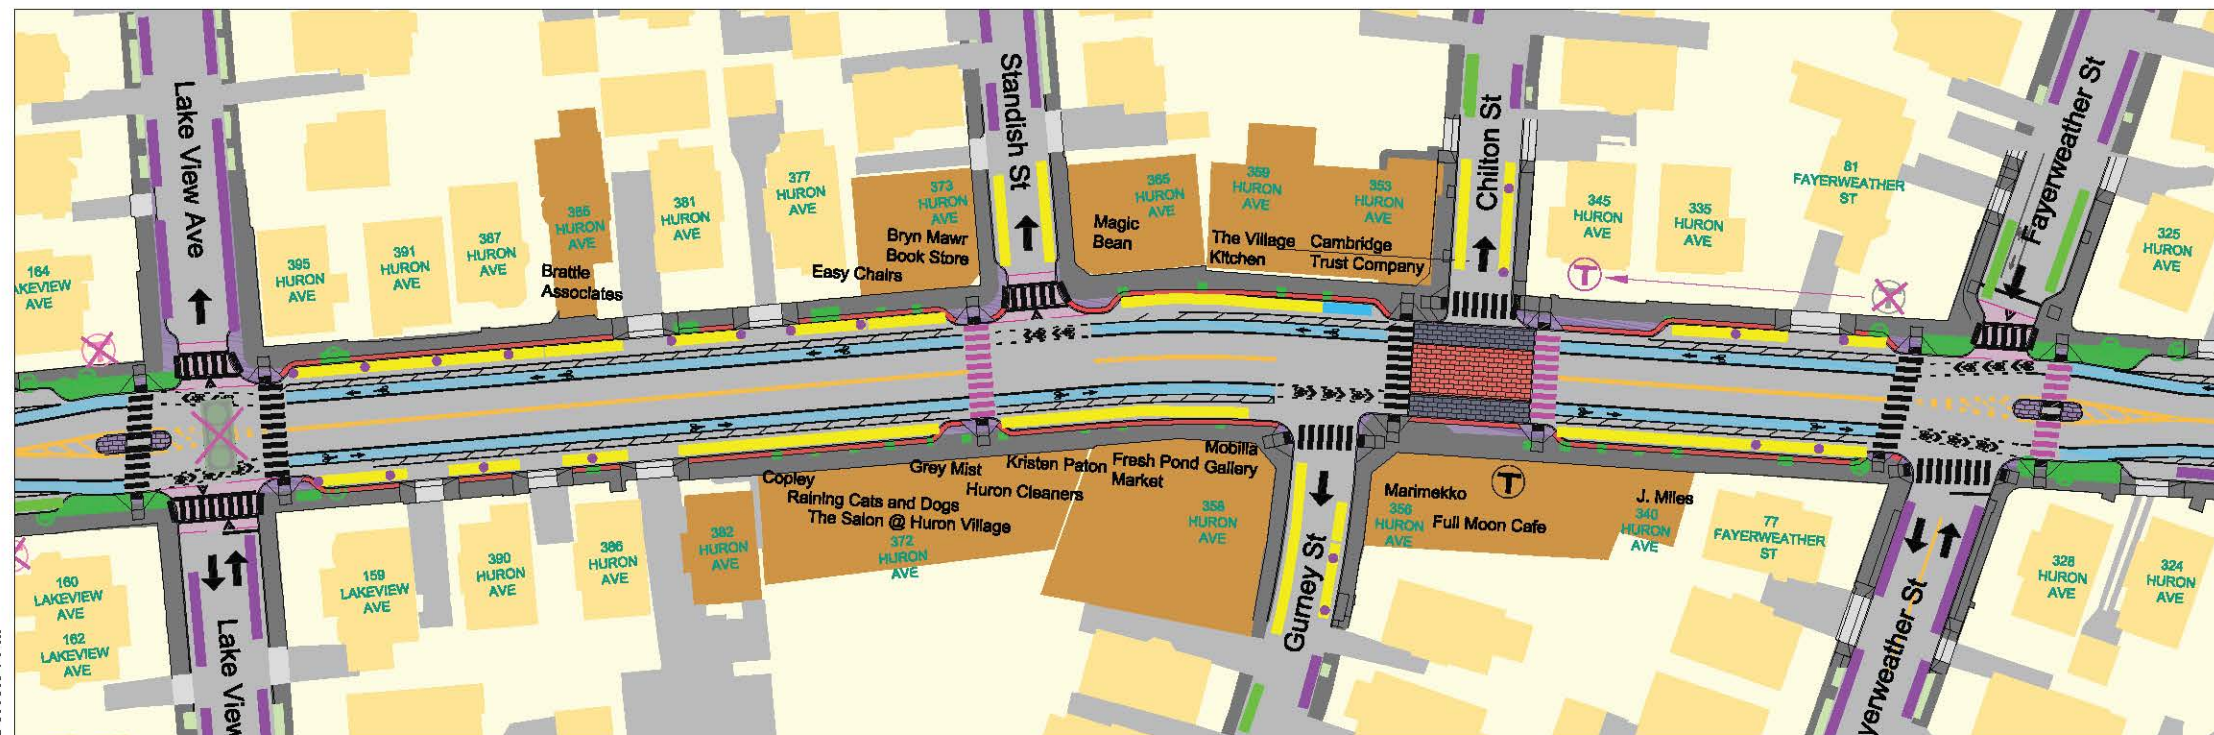 Lake View Ave
Standish St
Chilton St
Fayerweather St
164
AKEVIEW
AVE
395
HURON
AVE
391
HURON
AVE
387
HURON
AVE
385
HURON
AVE
Brattle
Associates
381
HURON
AVE
377
HURON
AVE
Easy Chairs
373
HURON
AVE
Bryn Mawr
Book Store
Magic
Bean
365
HURON
AVE
359
HURON
AVE
The Village
Kitchen
353
HURON
AVE
Cambridge
Trust Company
T
345
HURON
AVE
335
HURON
AVE
81
FAYERWEATHER
ST
325
HURON
AVE
160
LAKEVIEW
AVE
162
LAKEVIEW
AVE
Lake View
159
LAKEVIEW
AVE
390
HURON
AVE
386
HURON
AVE
382
HURON
AVE
Copley
Raining Cats and Dogs
The Salon @ Huron Village
372
HURON
AVE
Grey Mist
Huron Cleaners
Kristen Paton
Fresh Pond
Market
Mobilla
Gallery
358
HURON
AVE
Gurney St
Marimekko
356
HURON
AVE
T
Full Moon Cafe
J. Miles
340
HURON
AVE
77
FAYERWEATHER
ST
yerweather St
328
HURON
AVE
324
HURON
AVE